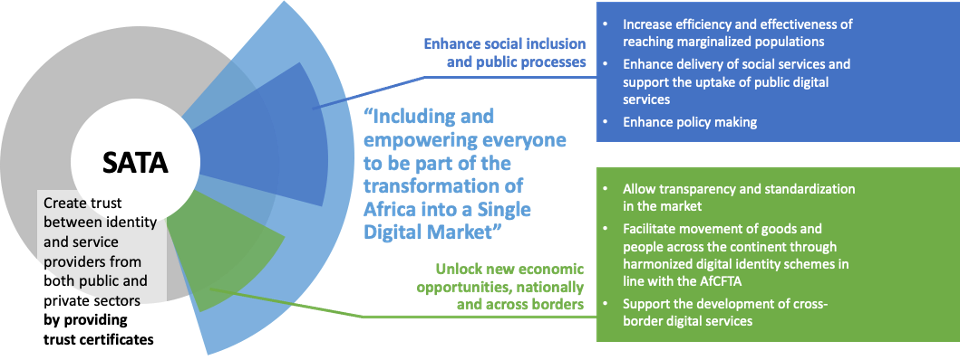 SATA
Create trust
between identity
and service
providers from
both public and
private sectors
by providing
trust certificates
Enhance social inclusion
and public processes
“Including and
empowering everyone
to be part of the
transformation of
Africa into a Single
Digital Market”
Unlock new economic
opportunities, nationally
and across borders
• Increase efficiency and effectiveness of
reaching marginalized populations
• Enhance delivery of social services and
support the uptake of public digital
services
• Enhance policy making
• Allow transparency and standardization
in the market
• Facilitate movement of goods and
people across the continent through
harmonized digital identity schemes in
line with the AfCFTA
• Support the development of cross-
border digital services